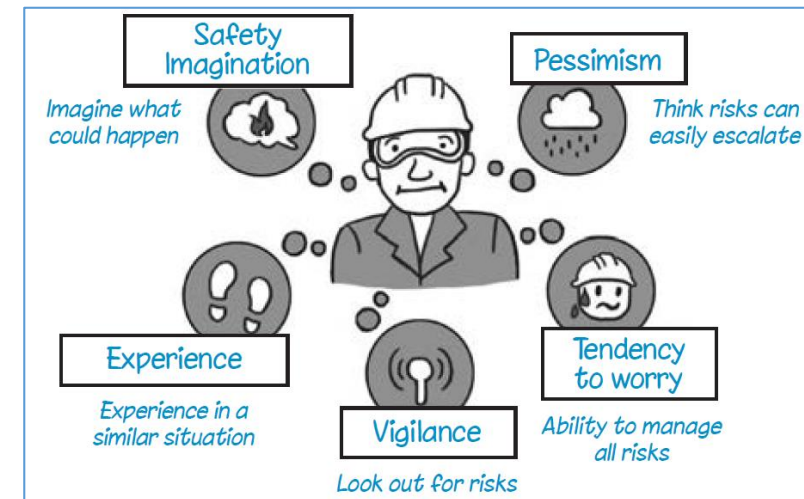 Safety
Imagination
Imagine what
could happen
Pessimism
Think risks can
easily escalate
Experience
Experience in a
similar situation
Vigilance
Look out for risks
Tendency
to worry
Ability to manage
all risks